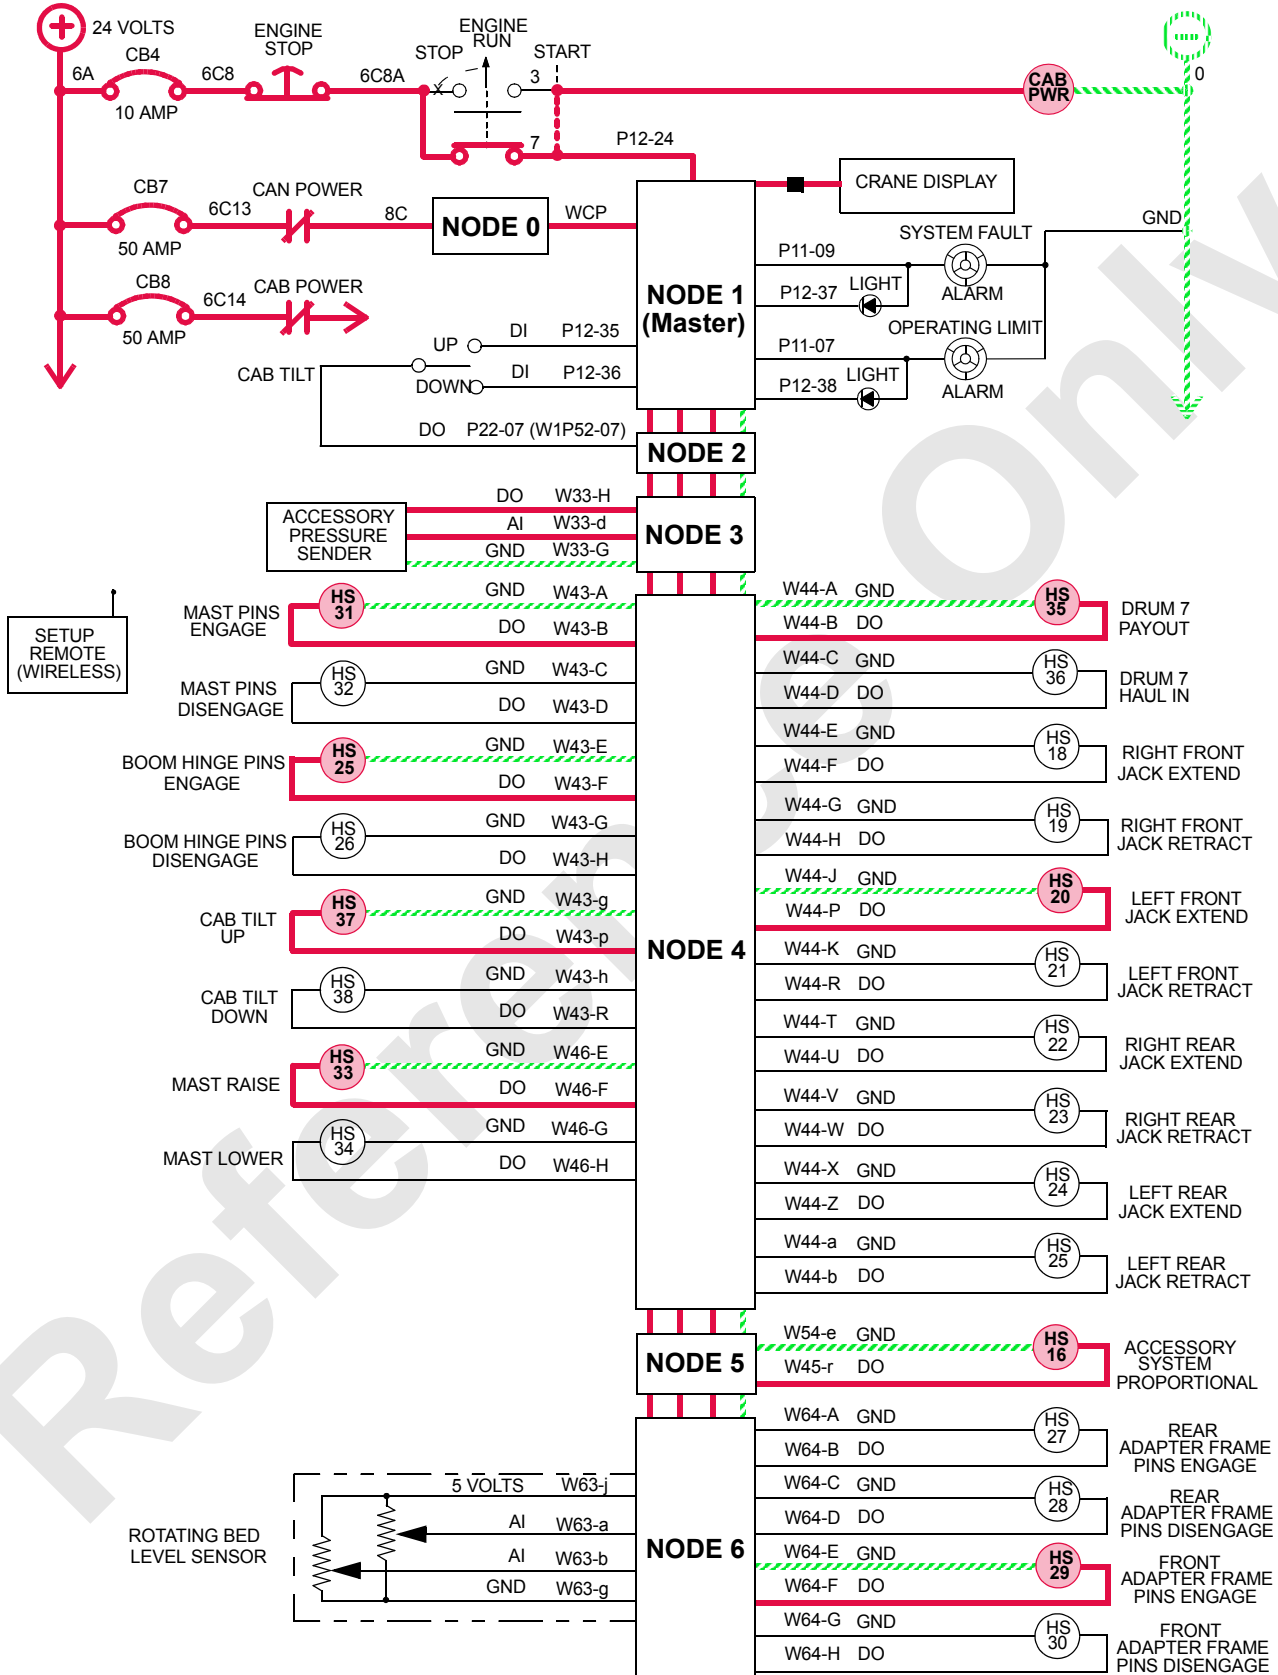 24 VOLTS
6A
CB4
10 AMP
6C8
ENGINE
STOP
6C8A
STOP
ENGINE
RUN
START
3
7
P12-24
CAB
PWR
0
CB7
50 AMP
6C13
CAN POWER
8C
NODE 0
WCP
CB8
50 AMP
6C14
CAB POWER
NODE 1
(Master)
CRANE DISPLAY
GND
P11-09
SYSTEM FAULT
ALARM
P12-37
LIGHT
OPERATING LIMIT
P11-07
ALARM
P12-38
LIGHT
CAB TILT
UP
DI
P12-35
DOWN
DI
P12-36
DO
P22-07 (W1P52-07)
NODE 2
ACCESSORY
PRESSURE
SENDER
DO
W33-H
AI
W33-d
GND
W33-G
NODE 3
SETUP
REMOTE
(WIRELESS)
MAST PINS
ENGAGE
HS
31
GND
W43-A
DO
W43-B
MAST PINS
DISENGAGE
HS
32
GND
W43-C
DO
W43-D
BOOM HINGE PINS
ENGAGE
HS
25
GND
W43-E
DO
W43-F
BOOM HINGE PINS
DISENGAGE
HS
26
GND
W43-G
DO
W43-H
CAB TILT
UP
HS
37
GND
W43-g
DO
W43-p
CAB TILT
DOWN
HS
38
GND
W43-h
DO
W43-R
MAST RAISE
HS
33
GND
W46-E
DO
W46-F
MAST LOWER
HS
34
GND
W46-G
DO
W46-H
NODE 4
W44-A GND
W44-B DO
HS
35
DRUM 7
PAYOUT
W44-C GND
W44-D DO
HS
36
DRUM 7
HAUL IN
W44-E GND
W44-F DO
HS
18
RIGHT FRONT
JACK EXTEND
W44-G GND
W44-H DO
HS
19
RIGHT FRONT
JACK RETRACT
W44-J GND
W44-P DO
HS
20
LEFT FRONT
JACK EXTEND
W44-K GND
W44-R DO
HS
21
LEFT FRONT
JACK RETRACT
W44-T GND
W44-U DO
HS
22
RIGHT REAR
JACK EXTEND
W44-V GND
W44-W DO
HS
23
RIGHT REAR
JACK RETRACT
W44-X GND
W44-Z DO
HS
24
LEFT REAR
JACK EXTEND
W44-a GND
W44-b DO
HS
25
LEFT REAR
JACK RETRACT
NODE 5
W54-e GND
W45-r DO
HS
16
ACCESSORY
SYSTEM
PROPORTIONAL
NODE 6
W64-A GND
W64-B DO
HS
27
REAR
ADAPTER FRAME
PINS ENGAGE
W64-C GND
W64-D DO
HS
28
REAR
ADAPTER FRAME
PINS DISENGAGE
W64-E GND
W64-F DO
HS
29
FRONT
ADAPTER FRAME
PINS ENGAGE
W64-G GND
W64-H DO
HS
30
FRONT
ADAPTER FRAME
PINS DISENGAGE
ROTATING BED
LEVEL SENSOR
5 VOLTS
W63-j
AI
W63-a
AI
W63-b
GND
W63-g
Reference Only